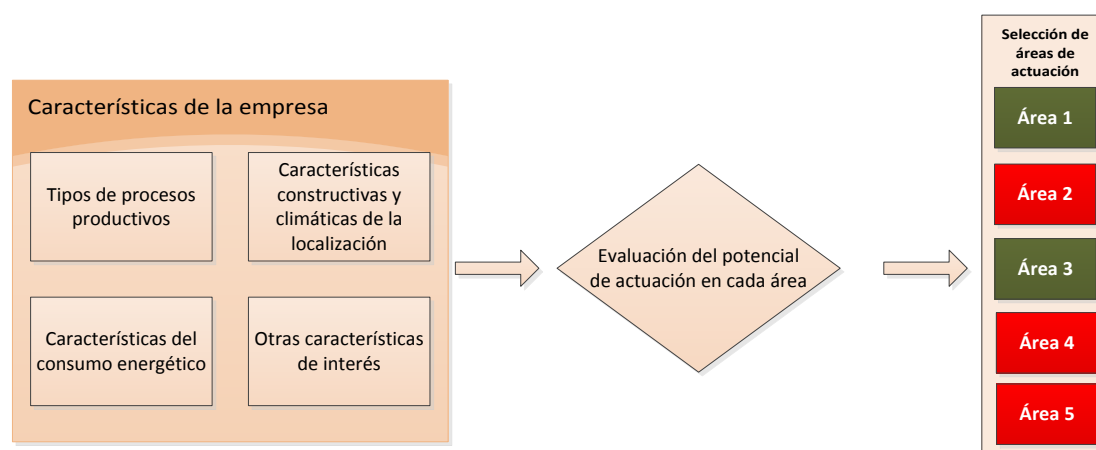 Características de la empresa
Tipos de procesos
productivos
Características
constructivas y
climáticas de la
localización
Características del
consumo energético
Otras características
de interés
Evaluación del potencial
de actuación en cada área
Selección de
áreas de
actuación
Área 1
Área 2
Área 3
Área 4
Área 5